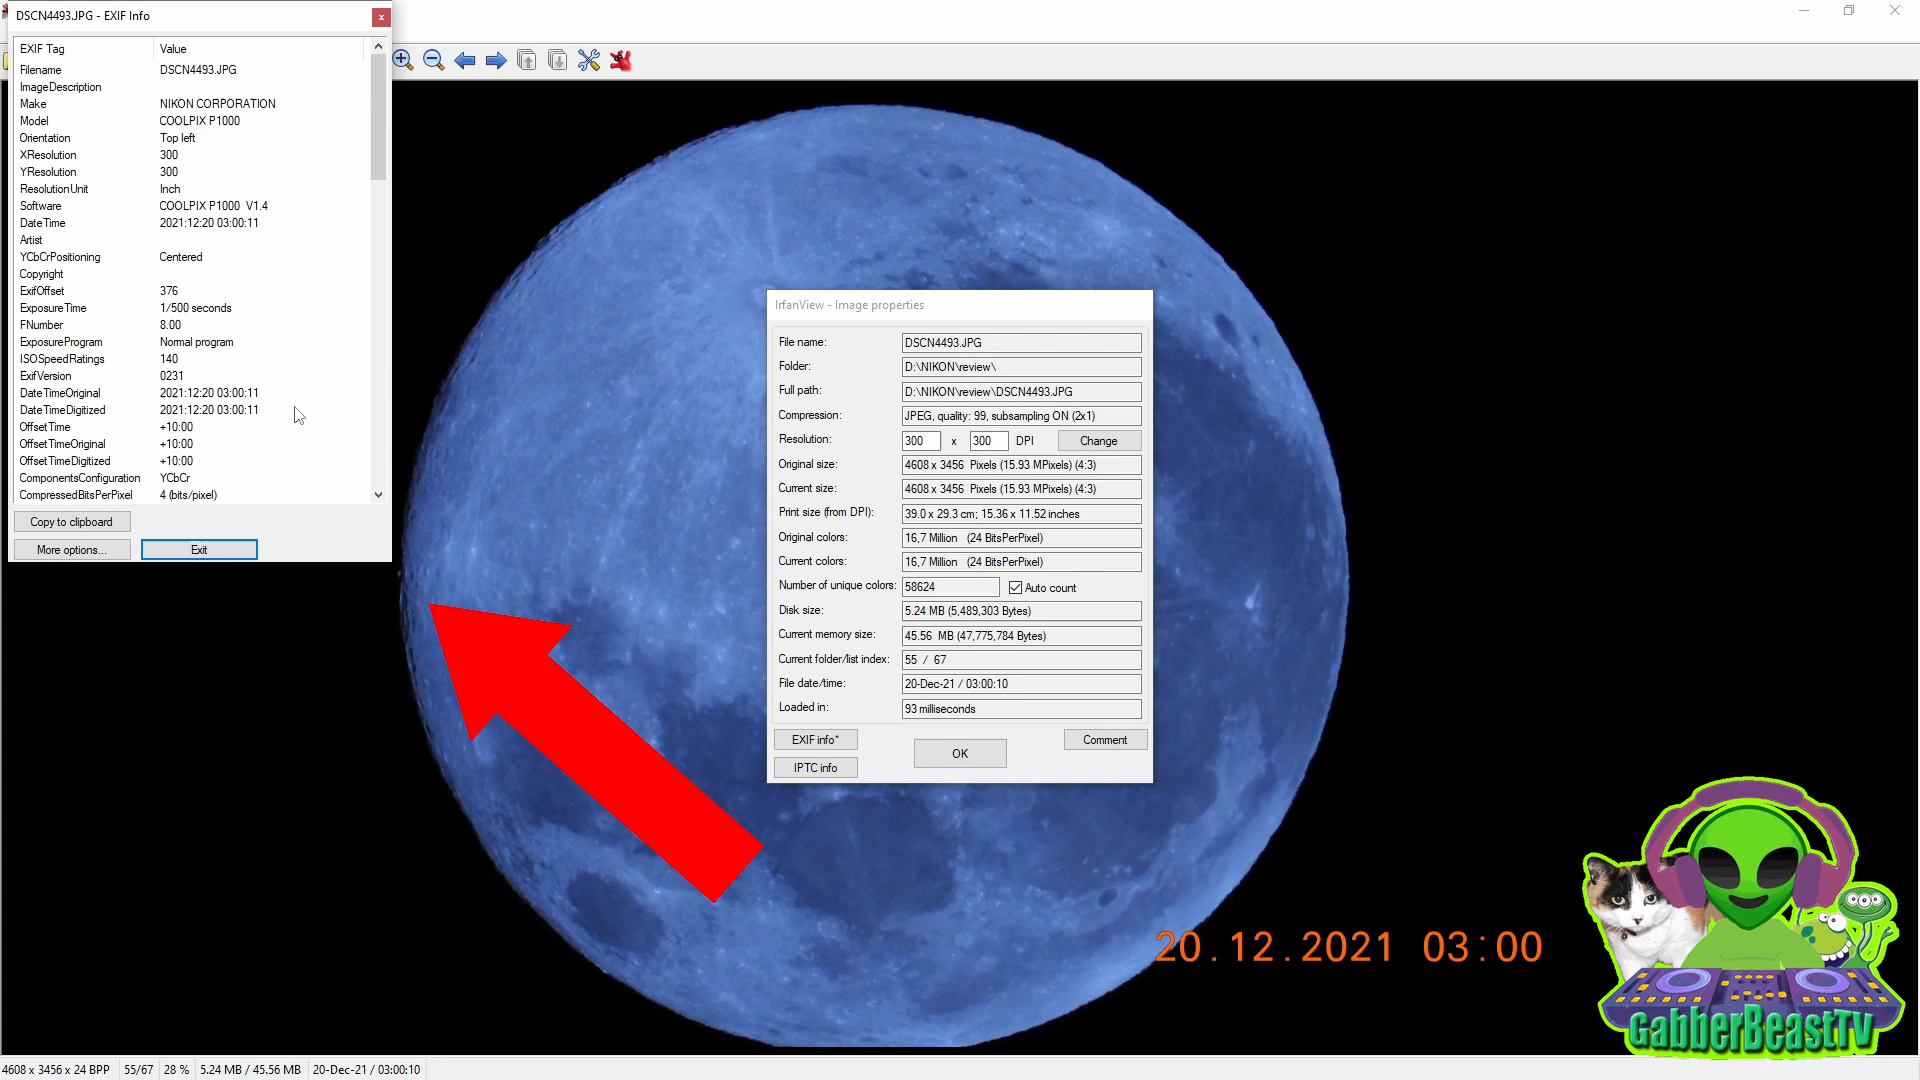 DSCN4493.JPG - EXIF Info
EXIF Tag Value
Filename DSCN4493.JPG
ImageDescription
Make NIKON CORPORATION
Model COOLPIX P1000
Orientation Top left
XResolution 300
YResolution 300
ResolutionUnit Inch
Software COOLPIX P1000 V1.4
DateTime 2021:12:20 03:00:11
Artist
YCbCrPositioning Centered
Copyright
ExifOffset 376
ExposureTime 1/500 seconds
FNumber 8.00
ExposureProgram Normal program
ISOSpeedRatings 140
ExifVersion 0231
DateTimeOriginal 2021:12:20 03:00:11
DateTimeDigitized 2021:12:20 03:00:11
OffsetTime +10:00
OffsetTimeOriginal +10:00
OffsetTimeDigitized +10:00
ComponentsConfiguration YCbCr
CompressedBitsPerPixel 4 (bits/pixel)
Copy to clipboard
More options... Exit
IrfanView - Image properties
File name: DSCN4493.JPG
Folder: D:\NIKON\review\
Full path: D:\NIKON\review\DSCN4493.JPG
Compression: JPEG, quality: 99, subsampling ON (2x1)
Resolution: 300 x 300 DPI Change
Original size: 4608 x 3456 Pixels (15.93 MPixels) (4:3)
Current size: 4608 x 3456 Pixels (15.93 MPixels) (4:3)
Print size (from DPI): 39.0 x 29.3 cm; 15.36 x 11.52 inches
Original colors: 16,7 Million (24 BitsPerPixel)
Current colors: 16,7 Million (24 BitsPerPixel)
Number of unique colors: 58624 Auto count
Disk size: 5.24 MB (5,489,303 Bytes)
Current memory size: 45.56 MB (47,775,784 Bytes)
Current folder/list index: 55 / 67
File date/time: 20-Dec-21 / 03:00:10
Loaded in: 93 milliseconds
EXIF info* OK Comment
IPTC info
20.12.2021 03:00
GabberBeastTV
4608 x 3456 x 24 BPP 55/67 28 % 5.24 MB / 45.56 MB 20-Dec-21 / 03:00:10